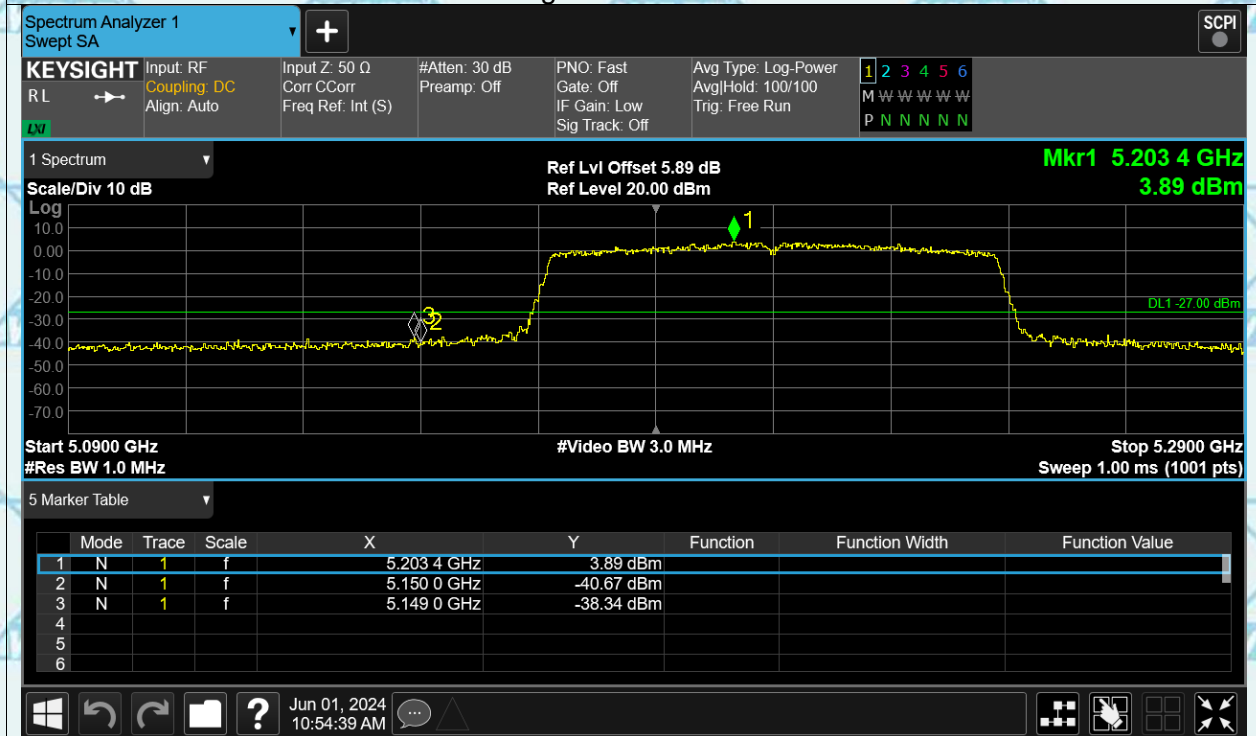 Spectrum Analyzer 1
Swept SA
+
SCPI
KEYSIGHT
RL
LXI
Input: RF
Coupling: DC
Align: Auto
Input Z: 50 Ω
Corr CCorr
Freq Ref: Int (S)
#Atten: 30 dB
Preamp: Off
PNO: Fast
Gate: Off
IF Gain: Low
Sig Track: Off
Avg Type: Log-Power
Avg|Hold: 100/100
Trig: Free Run
1 2 3 4 5 6
M W W W W W
P N N N N N
1 Spectrum
Scale/Div 10 dB
Ref Lvl Offset 5.89 dB
Ref Level 20.00 dBm
Mkr1 5.203 4 GHz
3.89 dBm
Log
10.0
0.00
-10.0
-20.0
-30.0
-40.0
-50.0
-60.0
-70.0
1
3
2
DL1 -27.00 dBm
Start 5.0900 GHz
#Video BW 3.0 MHz
Stop 5.2900 GHz
#Res BW 1.0 MHz
Sweep 1.00 ms (1001 pts)
5 Marker Table
Mode Trace Scale X Y Function Function Width Function Value
1 N 1 f 5.203 4 GHz 3.89 dBm
2 N 1 f 5.150 0 GHz -40.67 dBm
3 N 1 f 5.149 0 GHz -38.34 dBm
4
5
6
?
Jun 01, 2024
10:54:39 AM